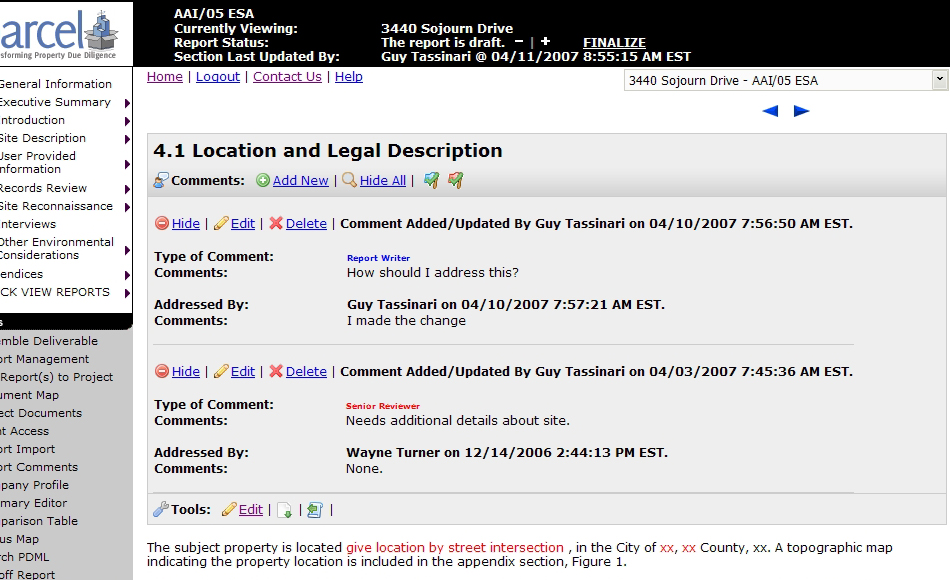 AAI/05 ESA
Currently Viewing: 3440 Sojourn Drive
Report Status: The report is draft. − | + FINALIZE
Section Last Updated By: Guy Tassinari @ 04/11/2007 8:55:15 AM EST
arcel
sforming Property Due Diligence
Home | Logout | Contact Us | Help
3440 Sojourn Drive - AAI/05 ESA
General Information
Executive Summary
ntroduction
Site Description
User Provided
nformation
Records Review
Site Reconnaissance
nterviews
Other Environmental
Considerations
endices
CK VIEW REPORTS
s
emble Deliverable
ort Management
Report(s) to Project
ument Map
ect Documents
nt Access
ort Import
ort Comments
pany Profile
mary Editor
parison Table
us Map
rch PDML
off Report
4.1 Location and Legal Description
Comments: Add New | Hide All |
Hide | Edit | Delete | Comment Added/Updated By Guy Tassinari on 04/10/2007 7:56:50 AM EST.
Type of Comment: Report Writer
Comments: How should I address this?
Addressed By: Guy Tassinari on 04/10/2007 7:57:21 AM EST.
Comments: I made the change
Hide | Edit | Delete | Comment Added/Updated By Guy Tassinari on 04/03/2007 7:45:36 AM EST.
Type of Comment: Senior Reviewer
Comments: Needs additional details about site.
Addressed By: Wayne Turner on 12/14/2006 2:44:13 PM EST.
Comments: None.
Tools: Edit | | |
The subject property is located give location by street intersection , in the City of xx, xx County, xx. A topographic map
indicating the property location is included in the appendix section, Figure 1.